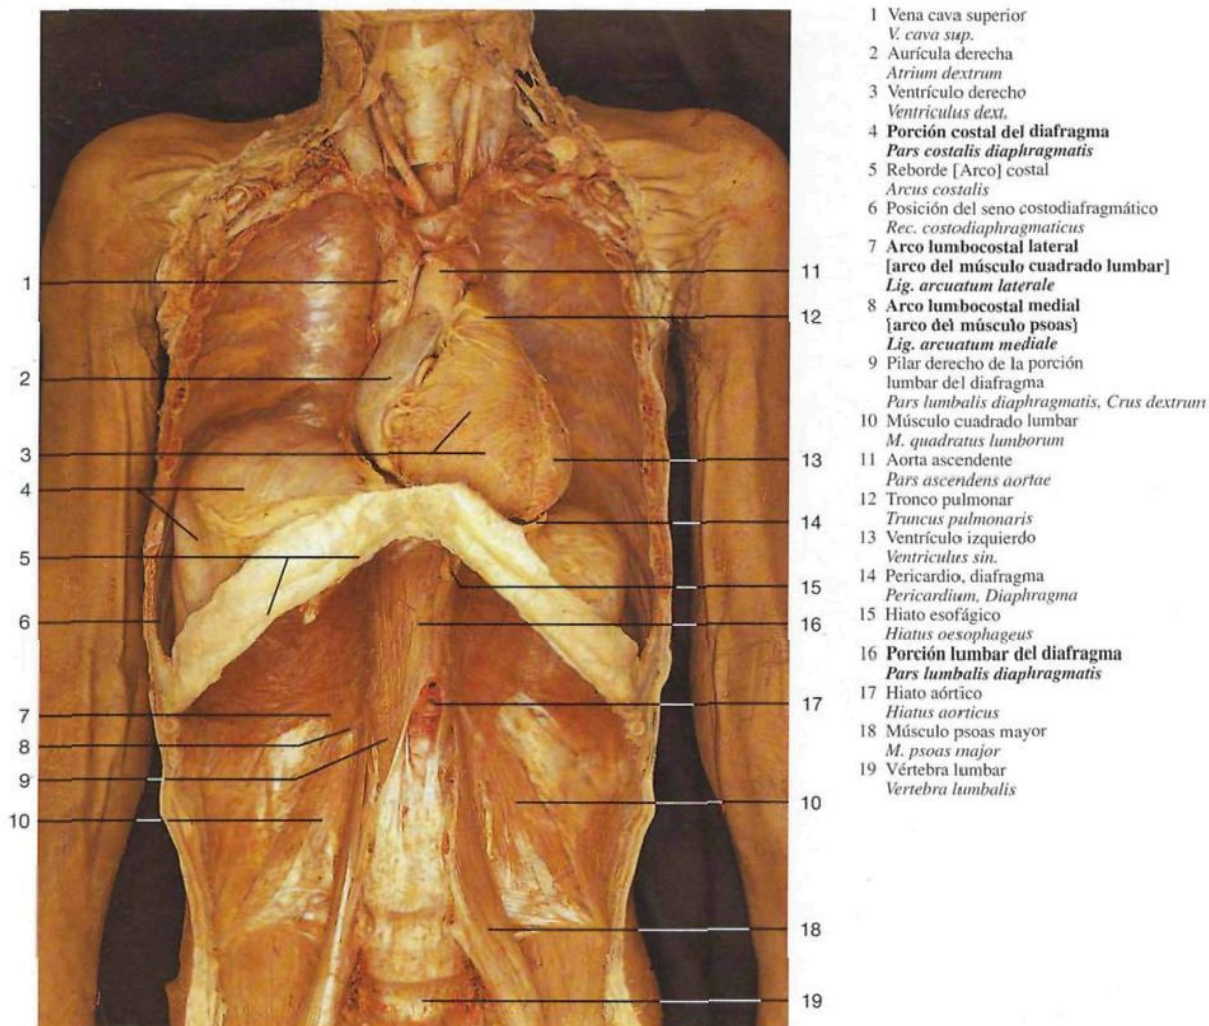 1
2
3
4
5
6
7
8
9
10
11
12
13
14
15
16
17
10
18
19
1 Vena cava superior
V. cava sup.
2 Aurícula derecha
Atrium dextrum
3 Ventrículo derecho
Ventriculus dext.
4 Porción costal del diafragma
Pars costalis diaphragmatis
5 Reborde [Arco] costal
Arcus costalis
6 Posición del seno costodiafragmático
Rec. costodiaphragmaticus
7 Arco lumbocostal lateral
[arco del músculo cuadrado lumbar]
Lig. arcuatum laterale
8 Arco lumbocostal medial
[arco del músculo psoas]
Lig. arcuatum mediale
9 Pilar derecho de la porción
lumbar del diafragma
Pars lumbalis diaphragmatis, Crus dextrum
10 Músculo cuadrado lumbar
M. quadratus lumborum
11 Aorta ascendente
Pars ascendens aortae
12 Tronco pulmonar
Truncus pulmonaris
13 Ventrículo izquierdo
Ventriculus sin.
14 Pericardio, diafragma
Pericardium, Diaphragma
15 Hiato esofágico
Hiatus oesophageus
16 Porción lumbar del diafragma
Pars lumbalis diaphragmatis
17 Hiato aórtico
Hiatus aorticus
18 Músculo psoas mayor
M. psoas major
19 Vértebra lumbar
Vertebra lumbalis